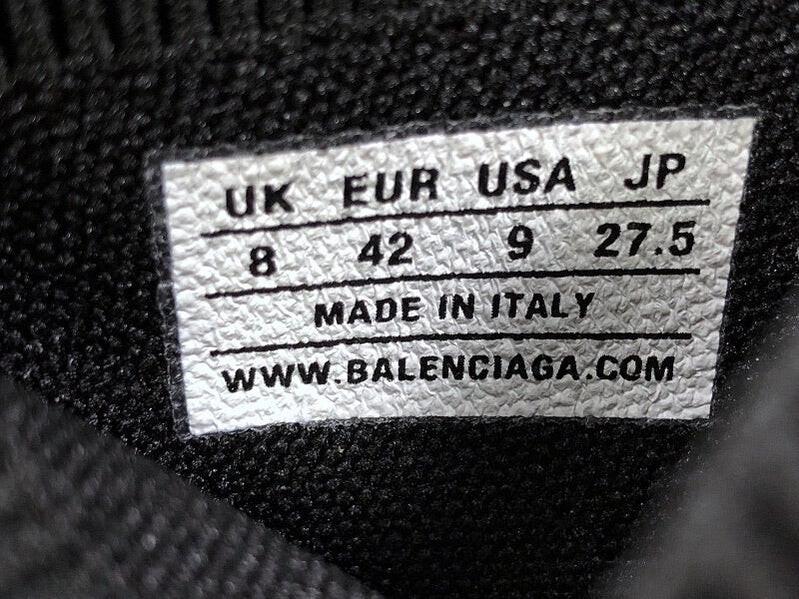 UK EUR USA JP
8 42 9 27.5
MADE IN ITALY
WWW.BALENCIAGA.COM